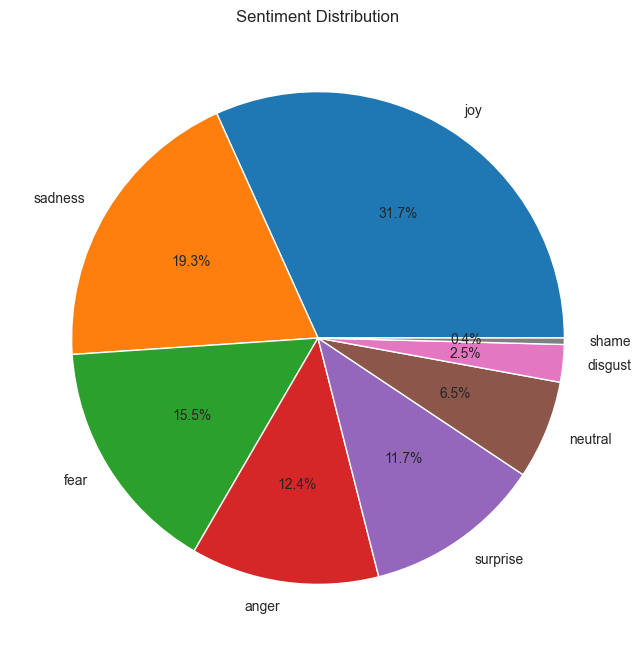 Sentiment Distribution
joy
31.7%
sadness
19.3%
fear
15.5%
anger
12.4%
surprise
11.7%
neutral
6.5%
disgust
2.5%
shame
0.4%